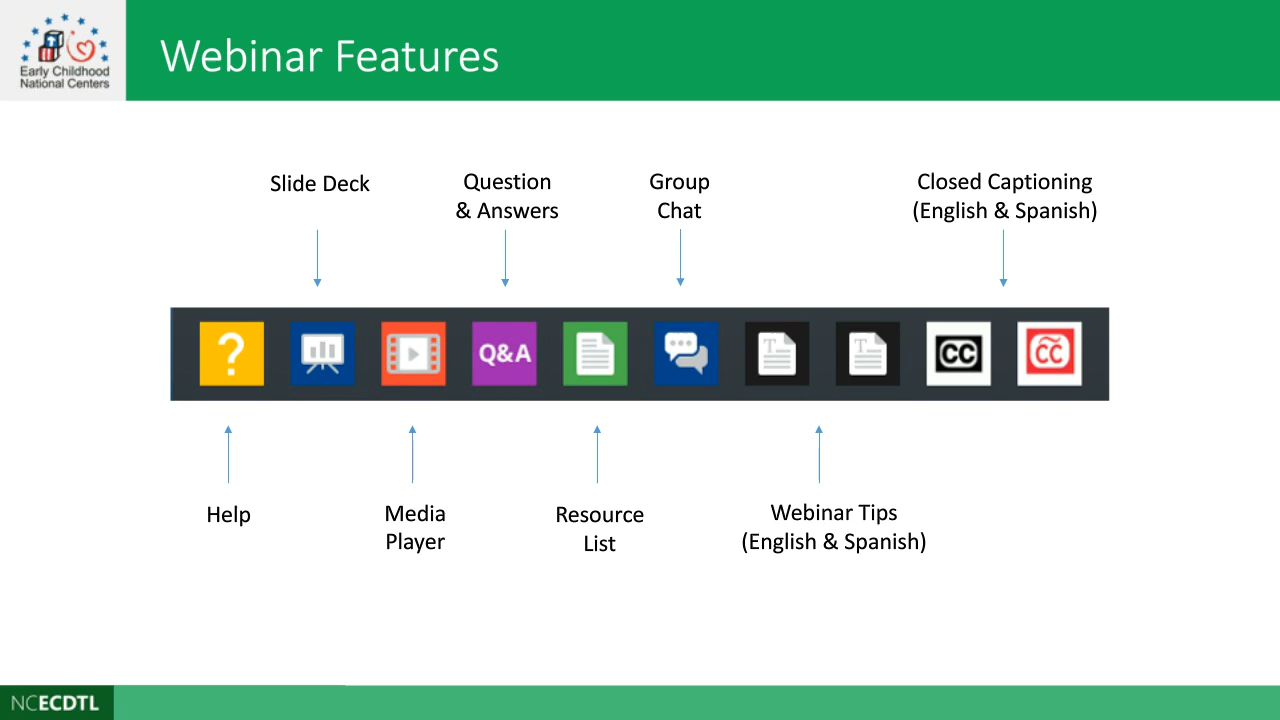 Early Childhood
National Centers
Webinar Features
Slide Deck
Question
& Answers
Group
Chat
Closed Captioning
(English & Spanish)
?
Q&A
T
T
CC
CC
Help
Media
Player
Resource
List
Webinar Tips
(English & Spanish)
NCECDTL